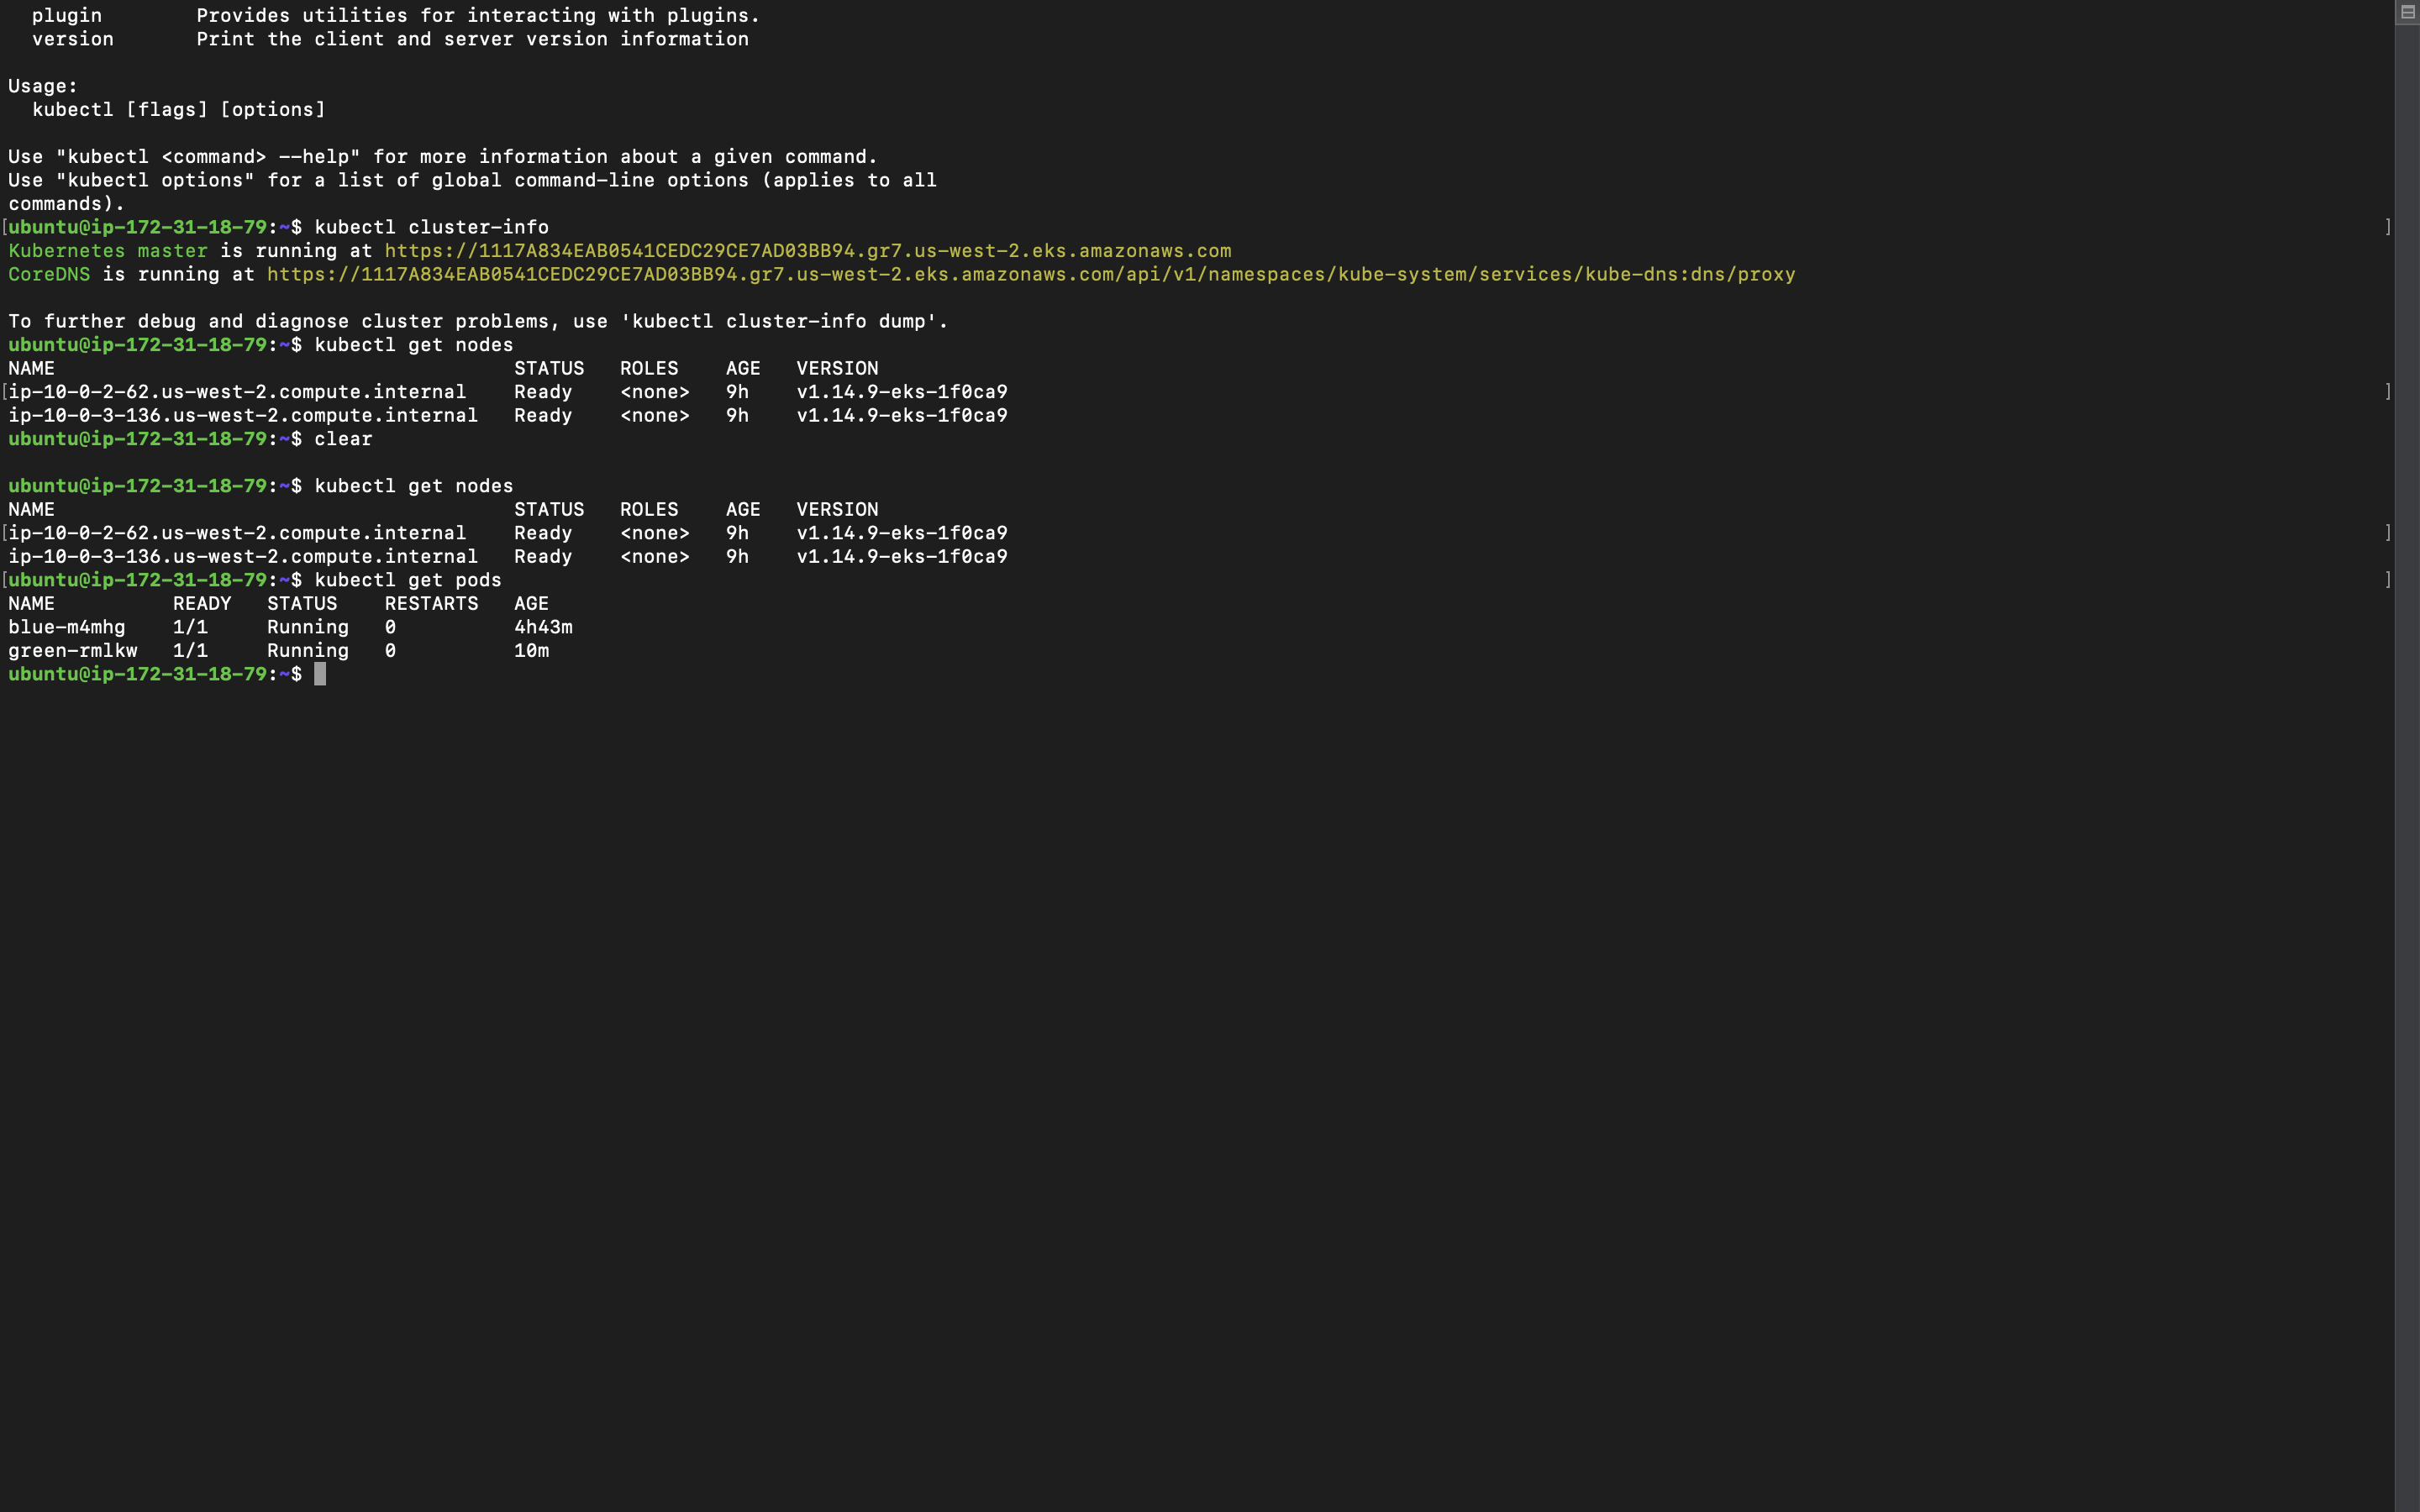 plugin        Provides utilities for interacting with plugins.
version       Print the client and server version information
Usage:
kubectl [flags] [options]
Use "kubectl <command> --help" for more information about a given command.
Use "kubectl options" for a list of global command-line options (applies to all
commands).
[ubuntu@ip-172-31-18-79:~$ kubectl cluster-info ]
Kubernetes master is running at https://1117A834EAB0541CEDC29CE7AD03BB94.gr7.us-west-2.eks.amazonaws.com
CoreDNS is running at https://1117A834EAB0541CEDC29CE7AD03BB94.gr7.us-west-2.eks.amazonaws.com/api/v1/namespaces/kube-system/services/kube-dns:dns/proxy
To further debug and diagnose cluster problems, use 'kubectl cluster-info dump'.
ubuntu@ip-172-31-18-79:~$ kubectl get nodes
NAME                                       STATUS   ROLES    AGE   VERSION
[ip-10-0-2-62.us-west-2.compute.internal    Ready    <none>   9h    v1.14.9-eks-1f0ca9 ]
ip-10-0-3-136.us-west-2.compute.internal   Ready    <none>   9h    v1.14.9-eks-1f0ca9
ubuntu@ip-172-31-18-79:~$ clear
ubuntu@ip-172-31-18-79:~$ kubectl get nodes
NAME                                       STATUS   ROLES    AGE   VERSION
[ip-10-0-2-62.us-west-2.compute.internal    Ready    <none>   9h    v1.14.9-eks-1f0ca9 ]
ip-10-0-3-136.us-west-2.compute.internal   Ready    <none>   9h    v1.14.9-eks-1f0ca9
[ubuntu@ip-172-31-18-79:~$ kubectl get pods ]
NAME          READY   STATUS    RESTARTS   AGE
blue-m4mhg    1/1     Running   0          4h43m
green-rmlkw   1/1     Running   0          10m
ubuntu@ip-172-31-18-79:~$